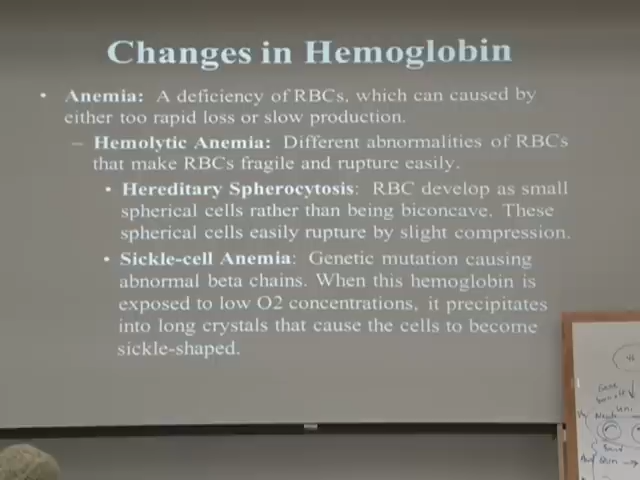 Changes in Hemoglobin
• Anemia: A deficiency of RBCs, which can caused by
either too rapid loss or slow production.
– Hemolytic Anemia: Different abnormalities of RBCs
that make RBCs fragile and rupture easily.
• Hereditary Spherocytosis: RBC develop as small
spherical cells rather than being biconcave. These
spherical cells easily rupture by slight compression.
• Sickle-cell Anemia: Genetic mutation causing
abnormal beta chains. When this hemoglobin is
exposed to low O2 concentrations, it precipitates
into long crystals that cause the cells to become
sickle-shaped.